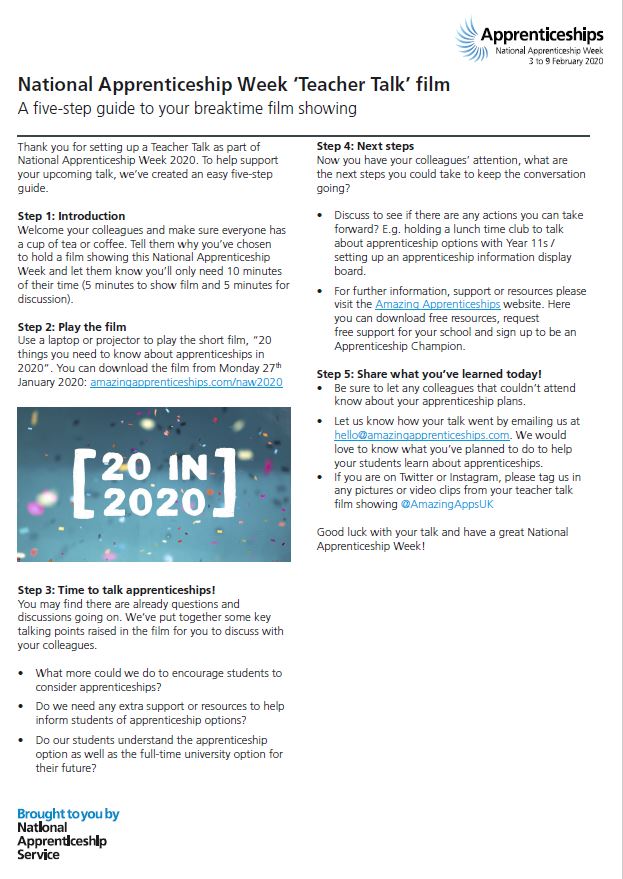 Apprenticeships
National Apprenticeship Week
3 to 9 February 2020
National Apprenticeship Week ‘Teacher Talk’ film
A five-step guide to your breaktime film showing
Thank you for setting up a Teacher Talk as part of
National Apprenticeship Week 2020. To help support
your upcoming talk, we’ve created an easy five-step
guide.
Step 1: Introduction
Welcome your colleagues and make sure everyone has
a cup of tea or coffee. Tell them why you’ve chosen
to hold a film showing this National Apprenticeship
Week and let them know you’ll only need 10 minutes
of their time (5 minutes to show film and 5 minutes for
discussion).
Step 2: Play the film
Use a laptop or projector to play the short film, “20
things you need to know about apprenticeships in
2020”. You can download the film from Monday 27th
January 2020: amazingapprenticeships.com/naw2020
[20 IN
2020]
Step 3: Time to talk apprenticeships!
You may find there are already questions and
discussions going on. We’ve put together some key
talking points raised in the film for you to discuss with
your colleagues.
• What more could we do to encourage students to
consider apprenticeships?
• Do we need any extra support or resources to help
inform students of apprenticeship options?
• Do our students understand the apprenticeship
option as well as the full-time university option for
their future?
Step 4: Next steps
Now you have your colleagues’ attention, what are
the next steps you could take to keep the conversation
going?
• Discuss to see if there are any actions you can take
forward? E.g. holding a lunch time club to talk
about apprenticeship options with Year 11s /
setting up an apprenticeship information display
board.
• For further information, support or resources please
visit the Amazing Apprenticeships website. Here
you can download free resources, request
free support for your school and sign up to be an
Apprenticeship Champion.
Step 5: Share what you’ve learned today!
• Be sure to let any colleagues that couldn’t attend
know about your apprenticeship plans.
• Let us know how your talk went by emailing us at
hello@amazingapprenticeships.com. We would
love to know what you’ve planned to do to help
your students learn about apprenticeships.
• If you are on Twitter or Instagram, please tag us in
any pictures or video clips from your teacher talk
film showing @AmazingAppsUK
Good luck with your talk and have a great National
Apprenticeship Week!
Brought to you by
National
Apprenticeship
Service